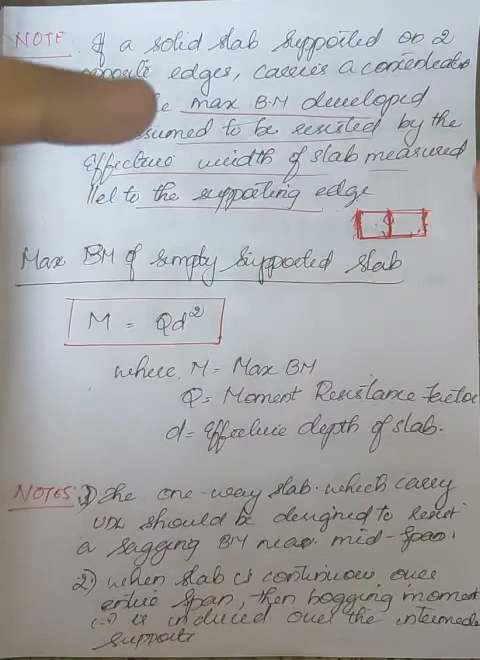 NOTE If a solid slab supported on 2
opposite edges, carries a concentrated
max B.M developed
assumed to be resisted by the
Effective width of slab measured
llel to the supporting edge
Max BM of simply supported slab
M = Qd²
where, M = Max BM
Q = Moment Resistance factor
d = Effective depth of slab.
NOTES: 1) The one-way slab which carry
UDL should be designed to resist
a sagging BM near mid-span.
2) when slab is continuous over
entire span, then hogging moment
(-ve) is induced over the intermediate
supports